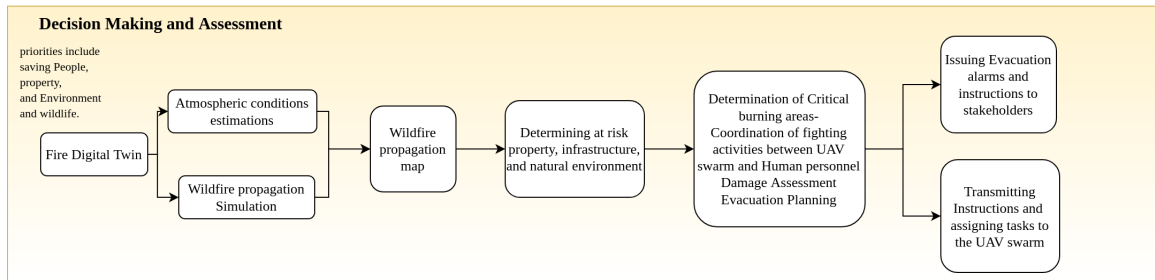 Decision Making and Assessment
priorities include
saving People,
property,
and Environment
and wildlife.
Fire Digital Twin
Atmospheric conditions
estimations
Wildfire propagation
Simulation
Wildfire
propagation
map
Determining at risk
property, infrastructure,
and natural environment
Determination of Critical
burning areas-
Coordination of fighting
activities between UAV
swarm and Human personnel
Damage Assessment
Evacuation Planning
Issuing Evacuation
alarms and
instructions to
stakeholders
Transmitting
Instructions and
assigning tasks to
the UAV swarm